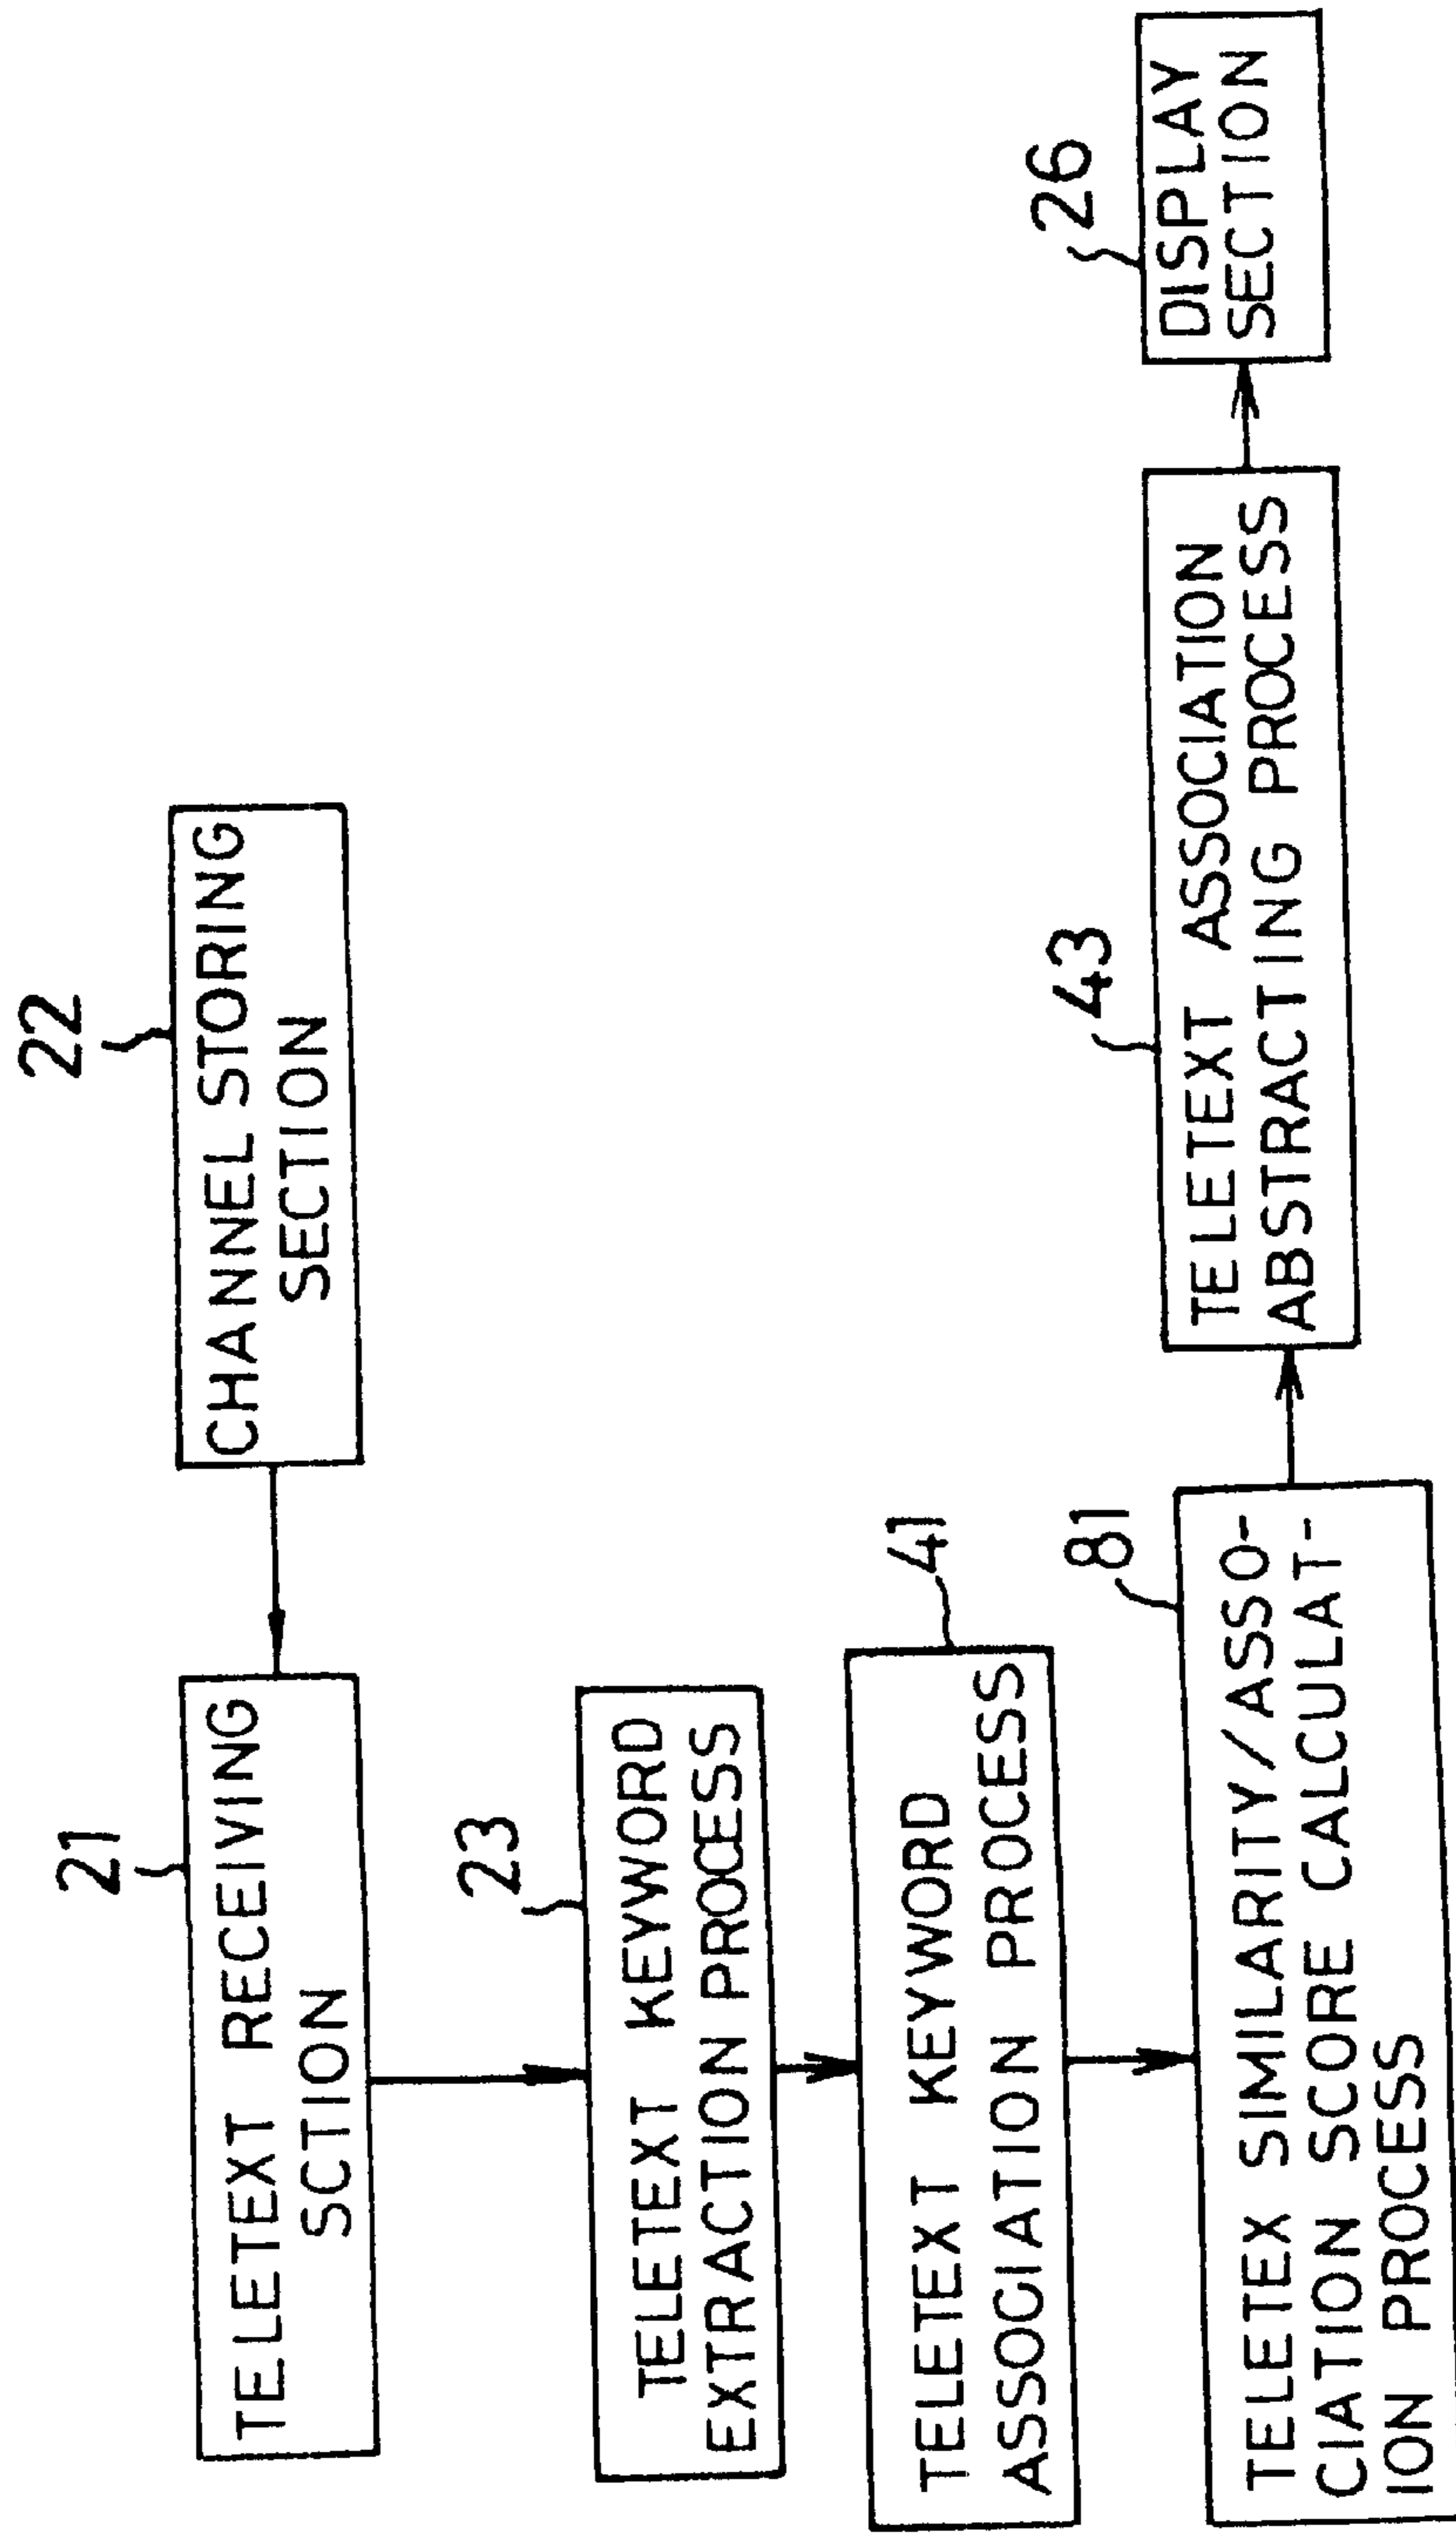 22
CHANNEL STORING
SECTION
21
TELETEXT RECEIVING
SCTION
23
TELETEXT KEYWORD
EXTRACTION PROCESS
41
TELETEXT KEYWORD
ASSOGIATION PROCESS
81
TELETEX SIMILARITY/ASSO-
CIATION SCORE CALCULAT-
ION PROCESS
43
TELETEXT ASSOCIATION
ABSTRACTING PROCESS
26
DISPLAY
SECTION